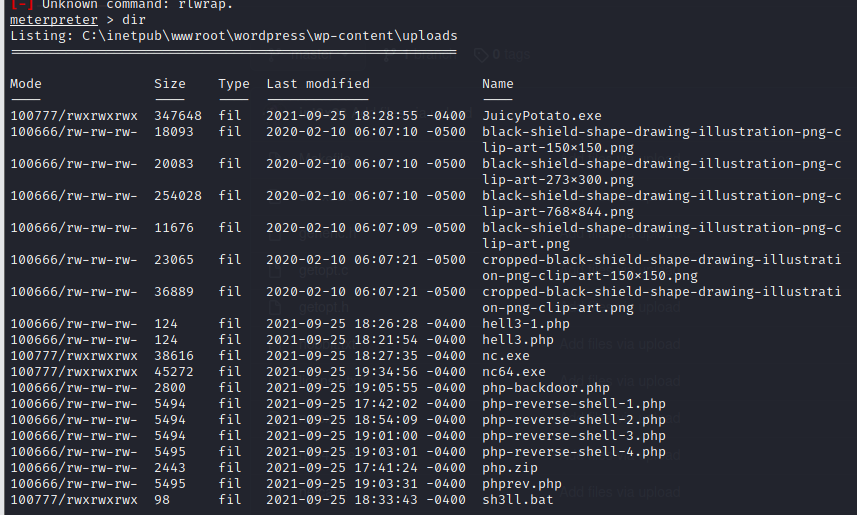 [-] Unknown command: rlwrap.
meterpreter > dir
Listing: C:\inetpub\wwwroot\wordpress\wp-content\uploads
Mode Size Type Last modified Name
100777/rwxrwxrwx 347648 fil 2021-09-25 18:28:55 -0400 JuicyPotato.exe
100666/rw-rw-rw- 18093 fil 2020-02-10 06:07:10 -0500 black-shield-shape-drawing-illustration-png-c
lip-art-150×150.png
100666/rw-rw-rw- 20083 fil 2020-02-10 06:07:10 -0500 black-shield-shape-drawing-illustration-png-c
lip-art-273×300.png
100666/rw-rw-rw- 254028 fil 2020-02-10 06:07:10 -0500 black-shield-shape-drawing-illustration-png-c
lip-art-768×844.png
100666/rw-rw-rw- 11676 fil 2020-02-10 06:07:09 -0500 black-shield-shape-drawing-illustration-png-c
lip-art.png
100666/rw-rw-rw- 23065 fil 2020-02-10 06:07:21 -0500 cropped-black-shield-shape-drawing-illustrati
on-png-clip-art-150×150.png
100666/rw-rw-rw- 36889 fil 2020-02-10 06:07:21 -0500 cropped-black-shield-shape-drawing-illustrati
on-png-clip-art.png
100666/rw-rw-rw- 124 fil 2021-09-25 18:26:28 -0400 hell3-1.php
100666/rw-rw-rw- 124 fil 2021-09-25 18:21:54 -0400 hell3.php
100777/rwxrwxrwx 38616 fil 2021-09-25 18:27:35 -0400 nc.exe
100777/rwxrwxrwx 45272 fil 2021-09-25 19:34:56 -0400 nc64.exe
100666/rw-rw-rw- 2800 fil 2021-09-25 19:05:55 -0400 php-backdoor.php
100666/rw-rw-rw- 5494 fil 2021-09-25 17:42:02 -0400 php-reverse-shell-1.php
100666/rw-rw-rw- 5494 fil 2021-09-25 18:54:09 -0400 php-reverse-shell-2.php
100666/rw-rw-rw- 5494 fil 2021-09-25 19:01:00 -0400 php-reverse-shell-3.php
100666/rw-rw-rw- 5495 fil 2021-09-25 19:03:01 -0400 php-reverse-shell-4.php
100666/rw-rw-rw- 2443 fil 2021-09-25 17:41:24 -0400 php.zip
100666/rw-rw-rw- 5495 fil 2021-09-25 19:03:31 -0400 phprev.php
100777/rwxrwxrwx 98 fil 2021-09-25 18:33:43 -0400 sh3ll.bat